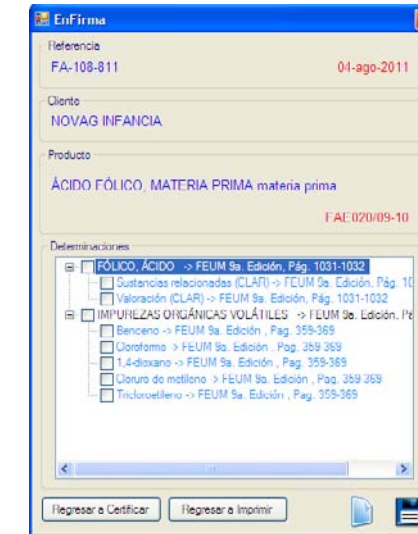 EnFirma
Referencia
FA-108-811 04-ago-2011
Cliente
NOVAG INFANCIA
Producto
ÁCIDO FÓLICO, MATERIA PRIMA materia prima
FAE020/09-10
Determinaciones
FÓLICO, ÁCIDO -> FEUM 9a. Edición, Pág. 1031-1032
Sustancias relacionadas (CLAR) -> FEUM 9a. Edición, Pág. 10
Valoración (CLAR) -> FEUM 9a. Edición, Pág. 1031-1032
IMPUREZAS ORGÁNICAS VOLÁTILES -> FEUM 9a. Edición, Pá
Benceno -> FEUM 9a. Edición , Pag. 359-369
Cloroformo -> FEUM 9a. Edición , Pag. 359-369
1,4-dioxano -> FEUM 9a. Edición , Pag. 359-369
Cloruro de metileno -> FEUM 9a. Edición , Pag. 359-369
Tricloroetileno -> FEUM 9a. Edición , Pag. 359-369
Regresar a Certificar Regresar a Imprimir